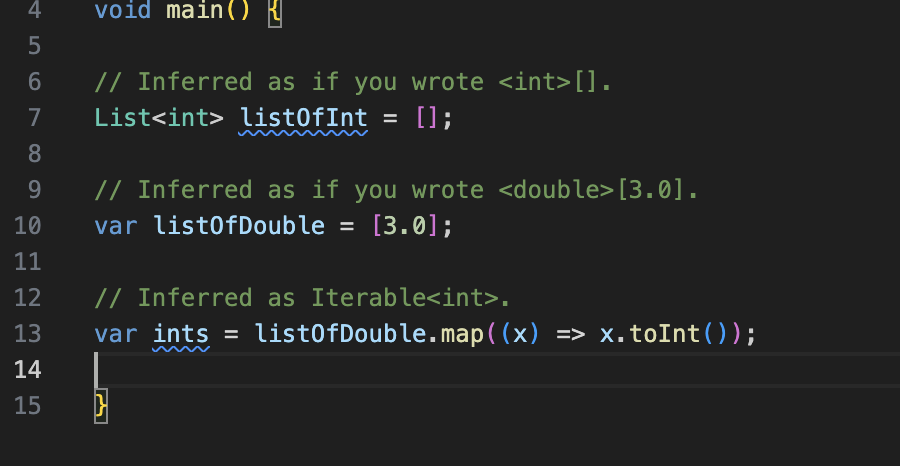 4 void main() {
5
6 // Inferred as if you wrote <int>[].
7 List<int> listOfInt = [];
8
9 // Inferred as if you wrote <double>[3.0].
10 var listOfDouble = [3.0];
11
12 // Inferred as Iterable<int>.
13 var ints = listOfDouble.map((x) => x.toInt());
14
15 }